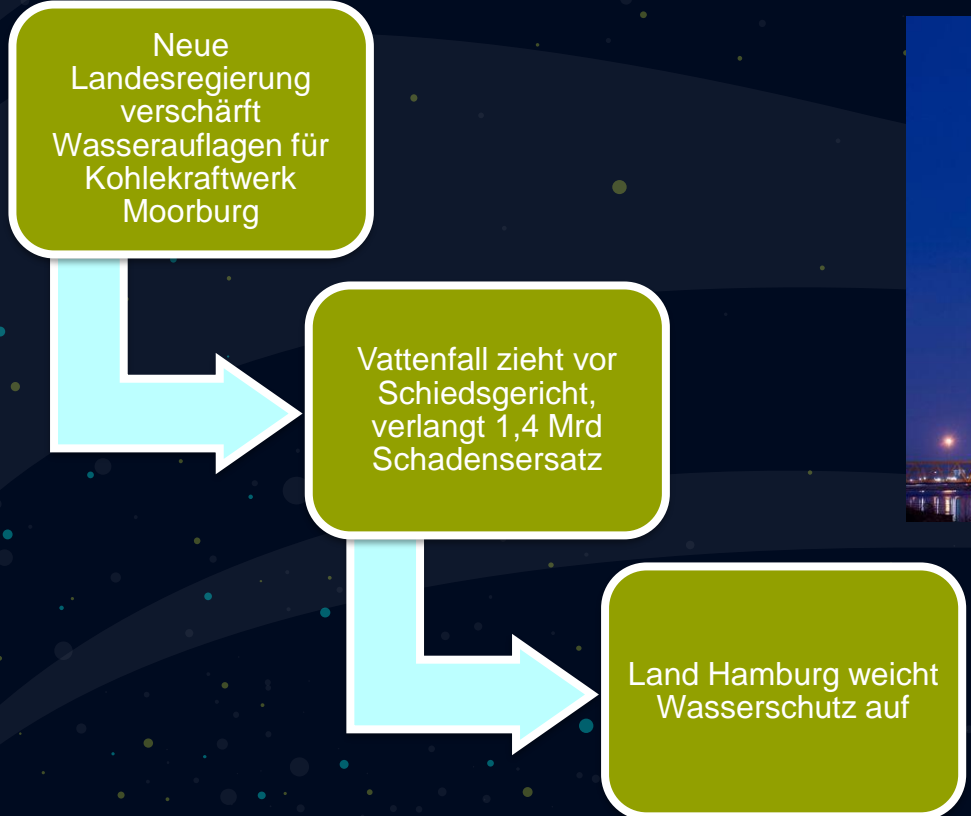 Neue
Landesregierung
verschärft
Wasserauflagen für
Kohlekraftwerk
Moorburg
Vattenfall zieht vor
Schiedsgericht,
verlangt 1,4 Mrd
Schadensersatz
Land Hamburg weicht
Wasserschutz auf